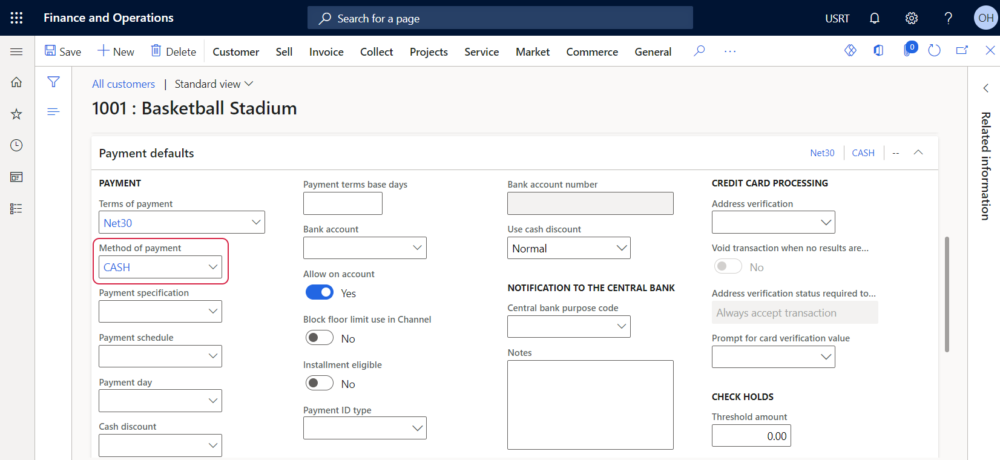 Finance and Operations
Search for a page
USRT
OH
Save
New
Delete
Customer
Sell
Invoice
Collect
Projects
Service
Market
Commerce
General
0
All customers | Standard view
1001 : Basketball Stadium
Related information
Payment defaults
Net30
CASH
--
PAYMENT
Terms of payment
Net30
Method of payment
CASH
Payment specification
Payment schedule
Payment day
Cash discount
Payment terms base days
Bank account
Allow on account
Yes
Block floor limit use in Channel
No
Installment eligible
No
Payment ID type
Bank account number
Use cash discount
Normal
NOTIFICATION TO THE CENTRAL BANK
Central bank purpose code
Notes
CREDIT CARD PROCESSING
Address verification
Void transaction when no results are...
No
Address verification status required to...
Always accept transaction
Prompt for card verification value
CHECK HOLDS
Threshold amount
0.00